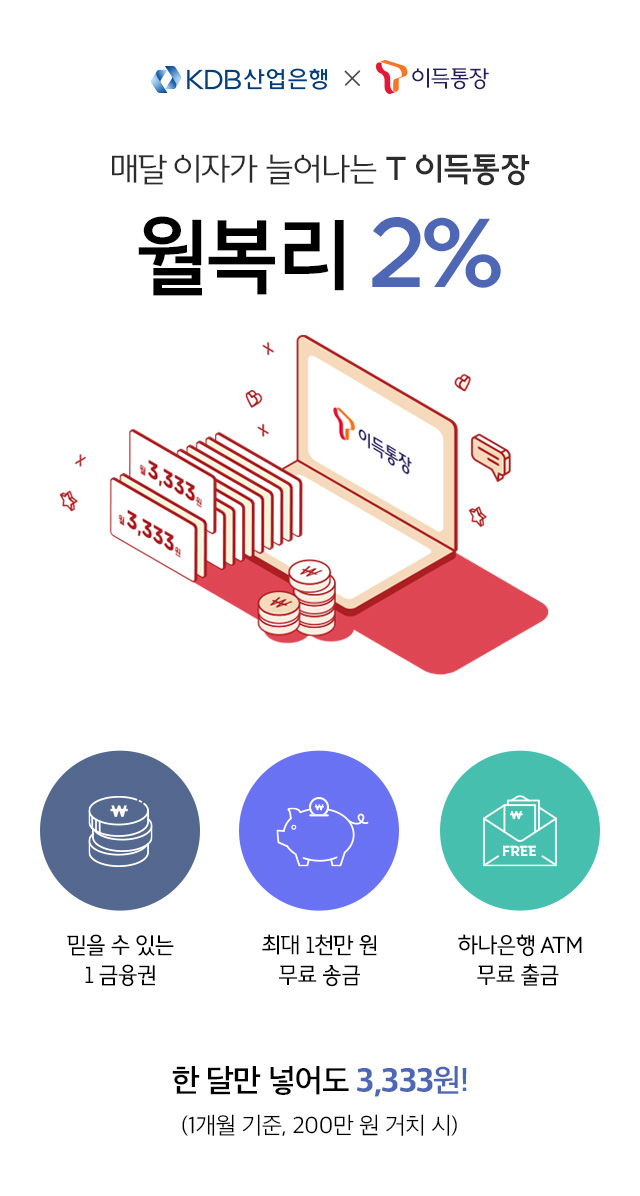 KDB산업은행 × 이득통장
매달 이자가 늘어나는 T 이득통장
월복리 2%
이득통장
월 3,333원
월 3,333원
₩
₩
₩
₩
₩
FREE
믿을 수 있는
1 금융권
최대 1천만 원
무료 송금
하나은행 ATM
무료 출금
한 달만 넣어도 3,333원!
(1개월 기준, 200만 원 거치 시)